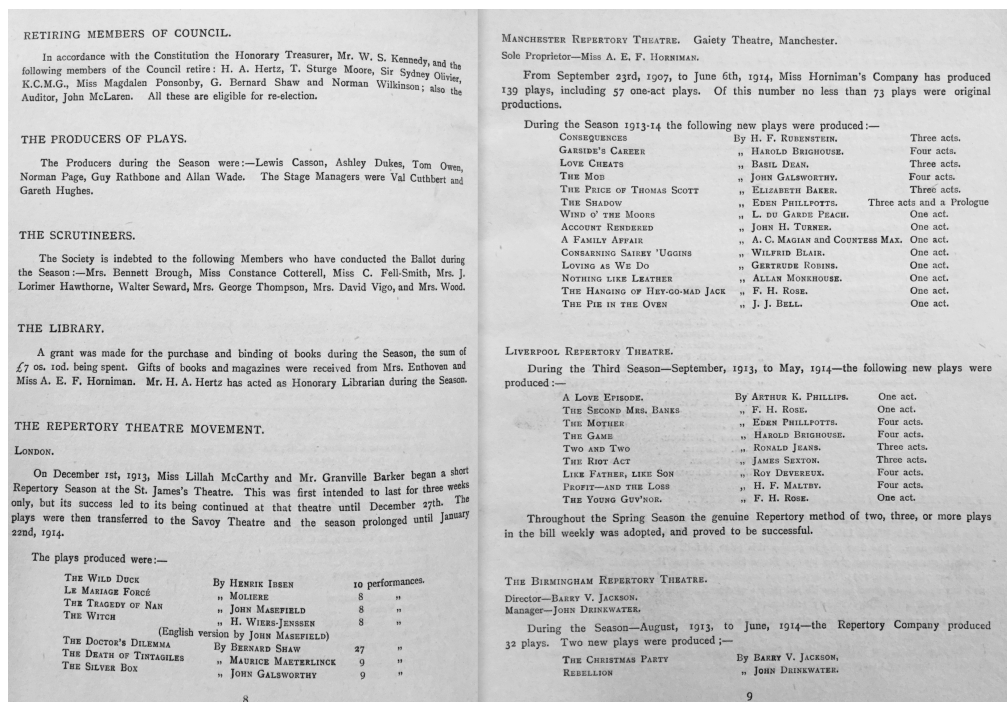 RETIRING MEMBERS OF COUNCIL.
In accordance with the Constitution the Honorary Treasurer, Mr. W. S. Kennedy, and the
following members of the Council retire : H. A. Hertz, T. Sturge Moore, Sir Sydney Olivier,
K.C.M.G., Miss Magdalen Ponsonby, G. Bernard Shaw and Norman Wilkinson ; also the
Auditor, John McLaren. All these are eligible for re-election.
THE PRODUCERS OF PLAYS.
The Producers during the Season were :—Lewis Casson, Ashley Dukes, Tom Owen,
Norman Page, Guy Rathbone and Allan Wade. The Stage Managers were Val Cuthbert and
Gareth Hughes.
THE SCRUTINEERS.
The Society is indebted to the following Members who have conducted the Ballot during
the Season :—Mrs. Bennett Brough, Miss Constance Cotterell, Miss C. Fell-Smith, Mrs. J.
Lorimer Hawthorne, Walter Seward, Mrs. George Thompson, Mrs. David Vigo, and Mrs. Wood.
THE LIBRARY.
A grant was made for the purchase and binding of books during the Season, the sum of
£7 0s. 10d. being spent. Gifts of books and magazines were received from Mrs. Enthoven and
Miss A. E. F. Horniman. Mr. H. A. Hertz has acted as Honorary Librarian during the Season.
THE REPERTORY THEATRE MOVEMENT.
LONDON.
On December 1st, 1913, Miss Lillah McCarthy and Mr. Granville Barker began a short
Repertory Season at the St. James's Theatre. This was first intended to last for three weeks
only, but its success led to its being continued at that theatre until December 27th. The
plays were then transferred to the Savoy Theatre and the season prolonged until January
22nd, 1914.
The plays produced were :—
THE WILD DUCK By HENRIK IBSEN 10 performances.
LE MARIAGE FORCÉ „ MOLIERE 8 „
THE TRAGEDY OF NAN „ JOHN MASEFIELD 8 „
THE WITCH „ H. WIERS-JENSSEN 8 „
(English version by JOHN MASEFIELD)
THE DOCTOR'S DILEMMA By BERNARD SHAW 27 „
THE DEATH OF TINTAGILES „ MAURICE MAETERLINCK 9 „
THE SILVER BOX „ JOHN GALSWORTHY 9 „
8
MANCHESTER REPERTORY THEATRE. Gaiety Theatre, Manchester.
Sole Proprietor—MISS A. E. F. HORNIMAN.
From September 23rd, 1907, to June 6th, 1914, Miss Horniman's Company has produced
139 plays, including 57 one-act plays. Of this number no less than 73 plays were original
productions.
During the Season 1913-14 the following new plays were produced :—
CONSEQUENCES By H. F. RUBENSTEIN. Three acts.
GARSIDE'S CAREER „ HAROLD BRIGHOUSE. Four acts.
LOVE CHEATS „ BASIL DEAN. Three acts.
THE MOB „ JOHN GALSWORTHY. Four acts.
THE PRICE OF THOMAS SCOTT „ ELIZABETH BAKER. Three acts.
THE SHADOW „ EDEN PHILLPOTTS. Three acts and a Prologue
WIND O' THE MOORS „ L. DU GARDE PEACH. One act.
ACCOUNT RENDERED „ JOHN H. TURNER. One act.
A FAMILY AFFAIR „ A. C. MAGIAN and COUNTESS MAX. One act.
CONSARNING SAIREY 'UGGINS „ WILFRID BLAIR. One act.
LOVING AS WE DO „ GERTRUDE ROBINS. One act.
NOTHING LIKE LEATHER „ ALLAN MONKHOUSE. One act.
THE HANGING OF HEY-GO-MAD JACK „ F. H. ROSE. One act.
THE PIE IN THE OVEN „ J. J. BELL. One act.
LIVERPOOL REPERTORY THEATRE.
During the Third Season—September, 1913, to May, 1914—the following new plays were
produced :—
A LOVE EPISODE. By ARTHUR K. PHILLIPS. One act.
THE SECOND MRS. BANKS „ F. H. ROSE. One act.
THE MOTHER „ EDEN PHILLPOTTS. Four acts.
THE GAME „ HAROLD BRIGHOUSE. Four acts.
TWO AND TWO „ RONALD JEANS. Three acts.
THE RIOT ACT „ JAMES SEXTON. Three acts.
LIKE FATHER, LIKE SON „ ROY DEVEREUX. Four acts.
PROFIT—AND THE LOSS „ H. F. MALTBY. Four acts.
THE YOUNG GUV'NOR. „ F. H. ROSE. One act.
Throughout the Spring Season the genuine Repertory method of two, three, or more plays
in the bill weekly was adopted, and proved to be successful.
THE BIRMINGHAM REPERTORY THEATRE.
Director—BARRY V. JACKSON.
Manager—JOHN DRINKWATER.
During the Season—August, 1913, to June, 1914—the Repertory Company produced
32 plays. Two new plays were produced ;—
THE CHRISTMAS PARTY By BARRY V. JACKSON,
REBELLION „ JOHN DRINKWATER.
9